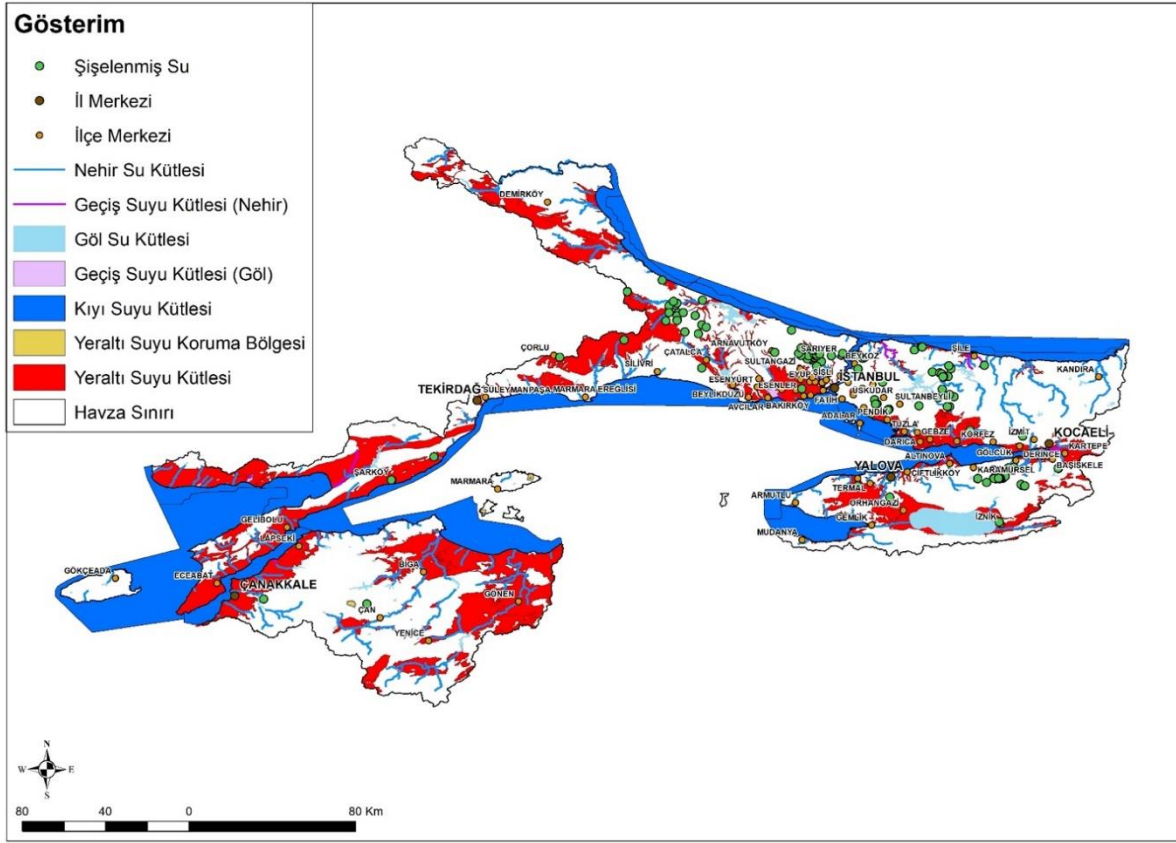 Gösterim
Şişelenmiş Su
İl Merkezi
İlçe Merkezi
Nehir Su Kütlesi
Geçiş Suyu Kütlesi (Nehir)
Göl Su Kütlesi
Geçiş Suyu Kütlesi (Göl)
Kıyı Suyu Kütlesi
Yeraltı Suyu Koruma Bölgesi
Yeraltı Suyu Kütlesi
Havza Sınırı
DEMİRKÖY
ÇORLU
SİLİVRİ
ÇATALCA
ARNAVUTKÖY
SARIYER
BEYKOZ
ŞİLE
KANDIRA
SULTANGAZİ
EYÜP
ŞİŞLİ
İSTANBUL
TEKİRDAĞ
SÜLEYMANPAŞA
MARMARA EREĞLİSİ
ESENYURT
ESENLER
BEYLİKDÜZÜ
AVCILAR
BAKIRKÖY
FATİH
ÜSKÜDAR
SULTANBEYLİ
ADALAR
PENDİK
TUZLA
GEBZE
DARICA
KÖRFEZ
İZMİT
KOCAELİ
KARTEPE
DERİNCE
GÖLCÜK
BAŞİSKELE
ALTINOVA
KARAMÜRSEL
YALOVA
ÇİFTLİKKÖY
TERMAL
ARMUTLU
ORHANGAZİ
GEMLİK
İZNİK
MUDANYA
ŞARKÖY
MARMARA
GELİBOLU
LAPSEKİ
GÖKÇEADA
ECEABAT
ÇANAKKALE
BİGA
GÖNEN
ÇAN
YENİCE
N
W E
S
80 40 0 80 Km